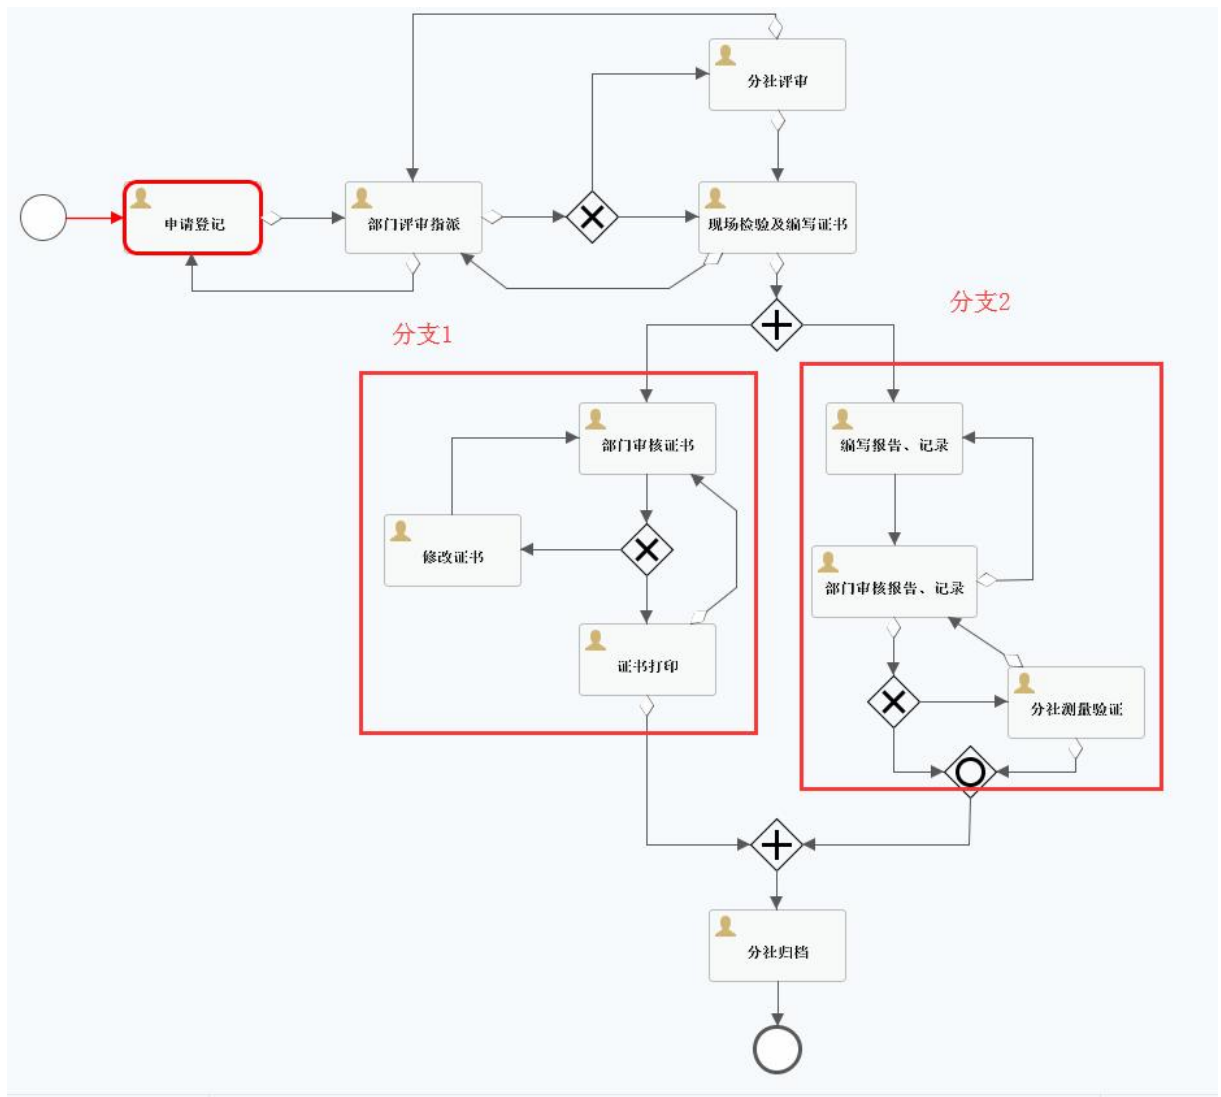 分社评审
申请登记
部门评审指派
现场检验及编写证书
分支1
分支2
部门审核证书
编写报告、记录
修改证书
部门审核报告、记录
证书打印
分社测量验证
分社归档